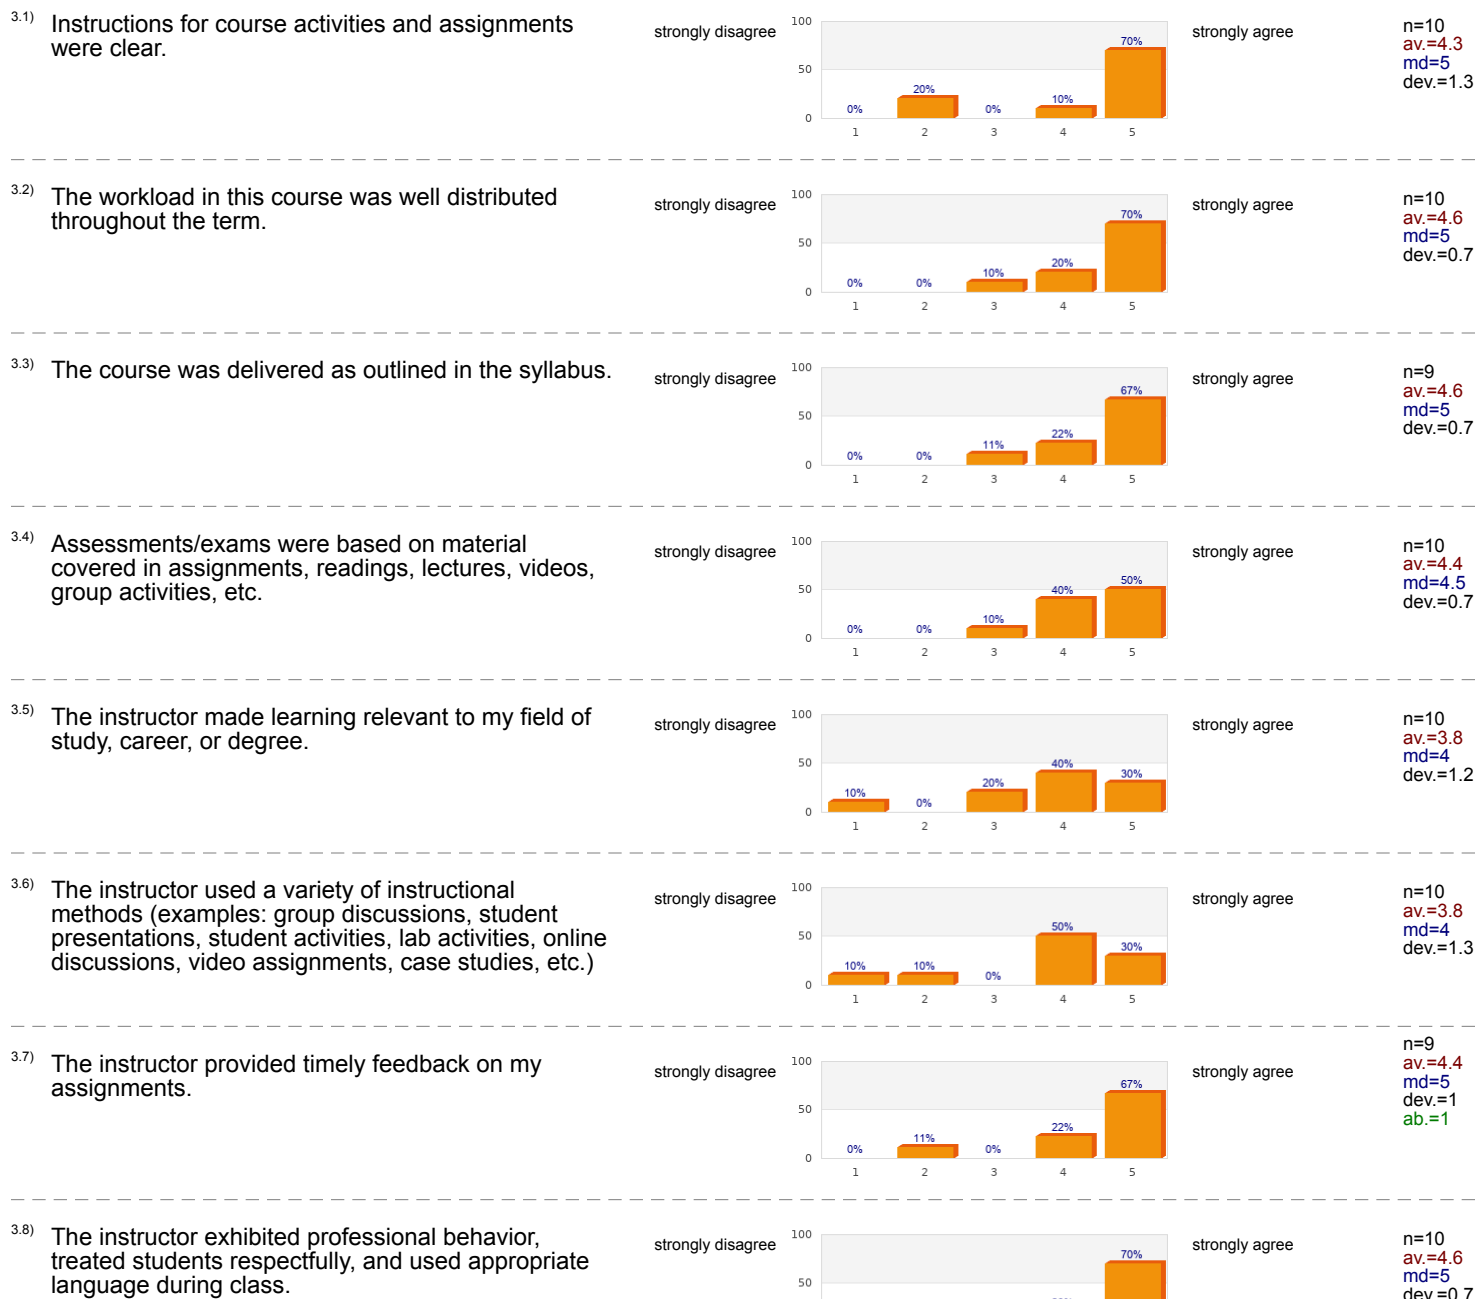 3.1) Instructions for course activities and assignments
were clear.
strongly disagree
strongly agree
100
50
0
0%
20%
0%
10%
70%
1 2 3 4 5
n=10
av.=4.3
md=5
dev.=1.3
3.2) The workload in this course was well distributed
throughout the term.
strongly disagree
strongly agree
100
50
0
0%
0%
10%
20%
70%
1 2 3 4 5
n=10
av.=4.6
md=5
dev.=0.7
3.3) The course was delivered as outlined in the syllabus.
strongly disagree
strongly agree
100
50
0
0%
0%
11%
22%
67%
1 2 3 4 5
n=9
av.=4.6
md=5
dev.=0.7
3.4) Assessments/exams were based on material
covered in assignments, readings, lectures, videos,
group activities, etc.
strongly disagree
strongly agree
100
50
0
0%
0%
10%
40%
50%
1 2 3 4 5
n=10
av.=4.4
md=4.5
dev.=0.7
3.5) The instructor made learning relevant to my field of
study, career, or degree.
strongly disagree
strongly agree
100
50
0
10%
0%
20%
40%
30%
1 2 3 4 5
n=10
av.=3.8
md=4
dev.=1.2
3.6) The instructor used a variety of instructional
methods (examples: group discussions, student
presentations, student activities, lab activities, online
discussions, video assignments, case studies, etc.)
strongly disagree
strongly agree
100
50
0
10%
10%
0%
50%
30%
1 2 3 4 5
n=10
av.=3.8
md=4
dev.=1.3
3.7) The instructor provided timely feedback on my
assignments.
strongly disagree
strongly agree
100
50
0
0%
11%
0%
22%
67%
1 2 3 4 5
n=9
av.=4.4
md=5
dev.=1
ab.=1
3.8) The instructor exhibited professional behavior,
treated students respectfully, and used appropriate
language during class.
strongly disagree
strongly agree
100
50
70%
n=10
av.=4.6
md=5
dev.=0.7